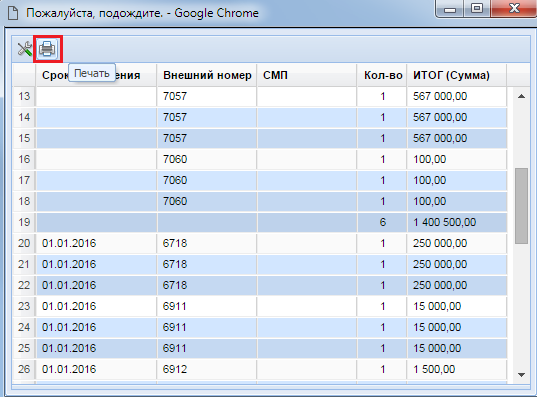 Пожалуйста, подождите. - Google Chrome
Печать
Срок ения Внешний номер СМП Кол-во ИТОГ (Сумма)
13 7057 1 567 000,00
14 7057 1 567 000,00
15 7057 1 567 000,00
16 7060 1 100,00
17 7060 1 100,00
18 7060 1 100,00
19 6 1 400 500,00
20 01.01.2016 6718 1 250 000,00
21 01.01.2016 6718 1 250 000,00
22 01.01.2016 6718 1 250 000,00
23 01.01.2016 6911 1 15 000,00
24 01.01.2016 6911 1 15 000,00
25 01.01.2016 6911 1 15 000,00
26 01.01.2016 6912 1 1 500,00